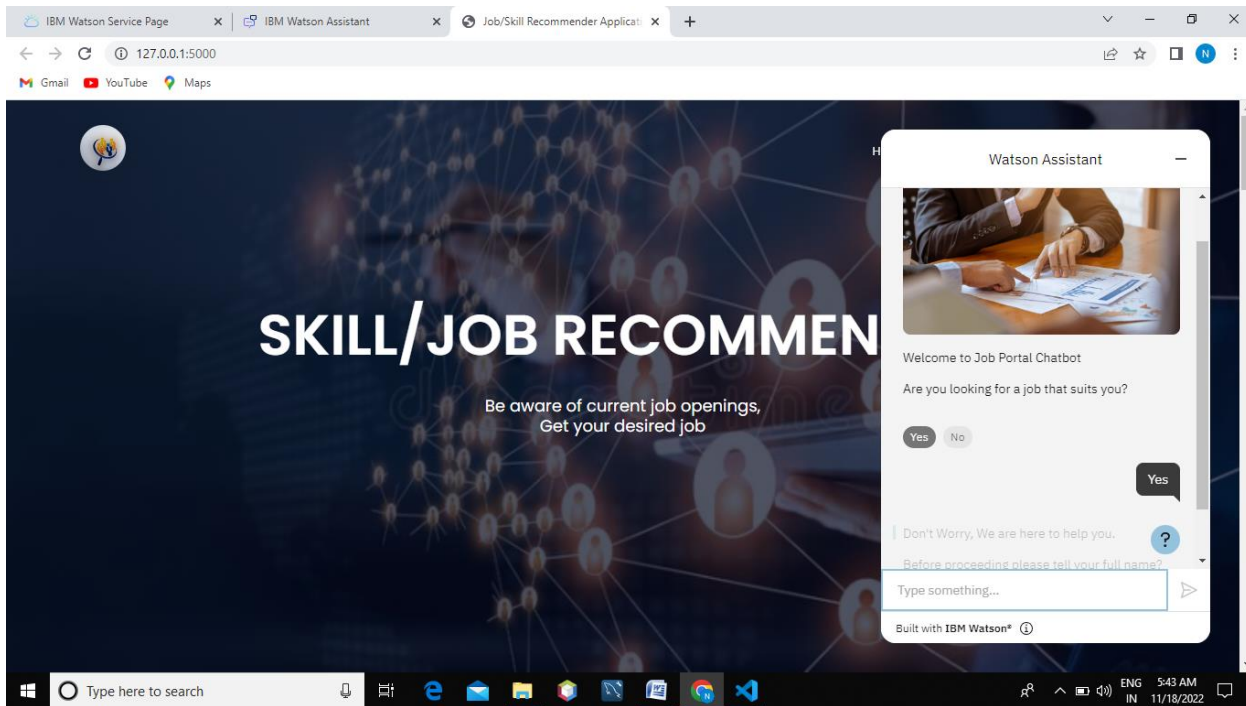 IBM Watson Service Page
IBM Watson Assistant
Job/Skill Recommender Applicati
127.0.0.1:5000
N
Gmail
YouTube
Maps
H
Watson Assistant
SKILL/JOB RECOMMEN
Be aware of current job openings,
Get your desired job
Welcome to Job Portal Chatbot
Are you looking for a job that suits you?
Yes No
Yes
Don't Worry, We are here to help you.
?
Before proceeding please tell your full name?
Type something...
Built with IBM Watson®
Type here to search
ENG 5:43 AM
IN 11/18/2022